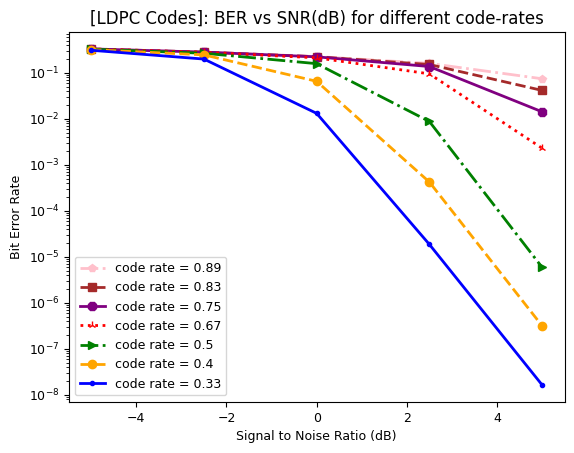 [LDPC Codes]: BER vs SNR(dB) for different code-rates
10⁻¹
10⁻²
10⁻³
10⁻⁴
10⁻⁵
10⁻⁶
10⁻⁷
10⁻⁸
Bit Error Rate
code rate = 0.89
code rate = 0.83
code rate = 0.75
code rate = 0.67
code rate = 0.5
code rate = 0.4
code rate = 0.33
−4 −2 0 2 4
Signal to Noise Ratio (dB)